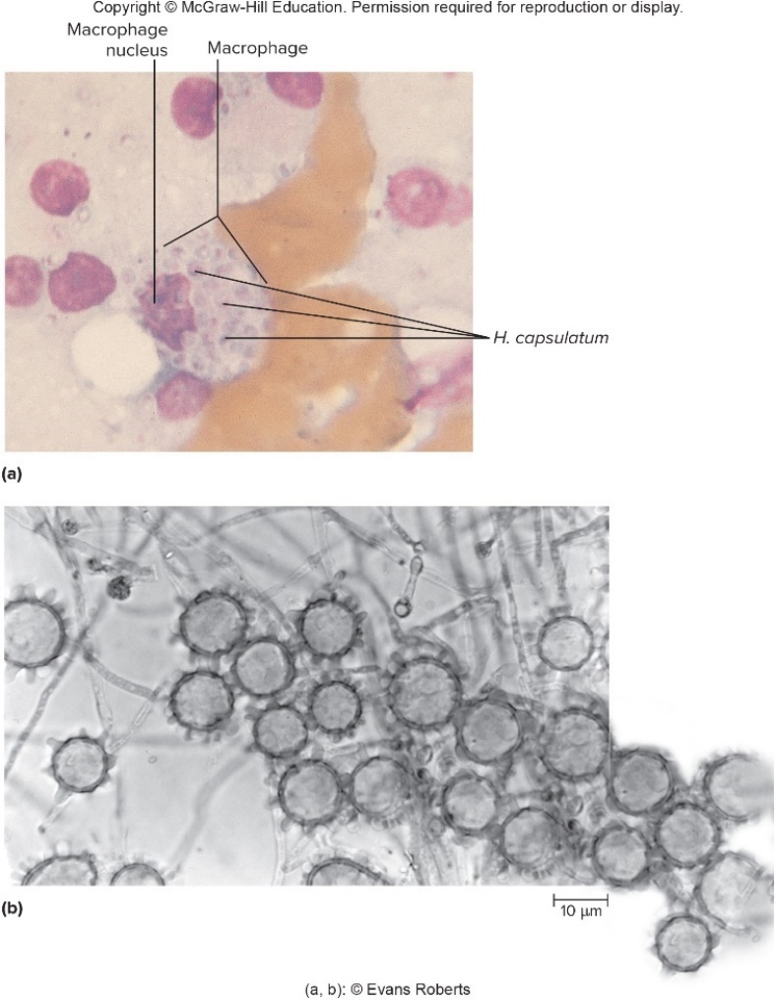 Copyright © McGraw-Hill Education. Permission required for reproduction or display.
Macrophage
nucleus
Macrophage
H. capsulatum
(a)
(b)
10 μm
(a, b): © Evans Roberts